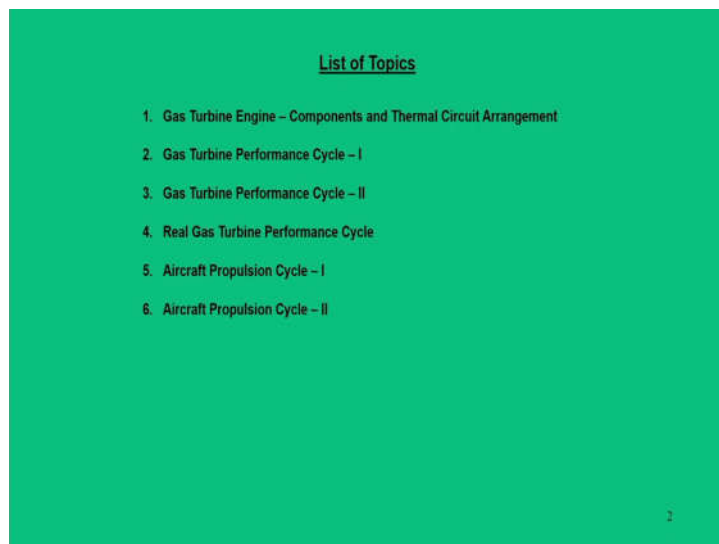 List of Topics
1. Gas Turbine Engine – Components and Thermal Circuit Arrangement
2. Gas Turbine Performance Cycle – I
3. Gas Turbine Performance Cycle – II
4. Real Gas Turbine Performance Cycle
5. Aircraft Propulsion Cycle – I
6. Aircraft Propulsion Cycle – II
2